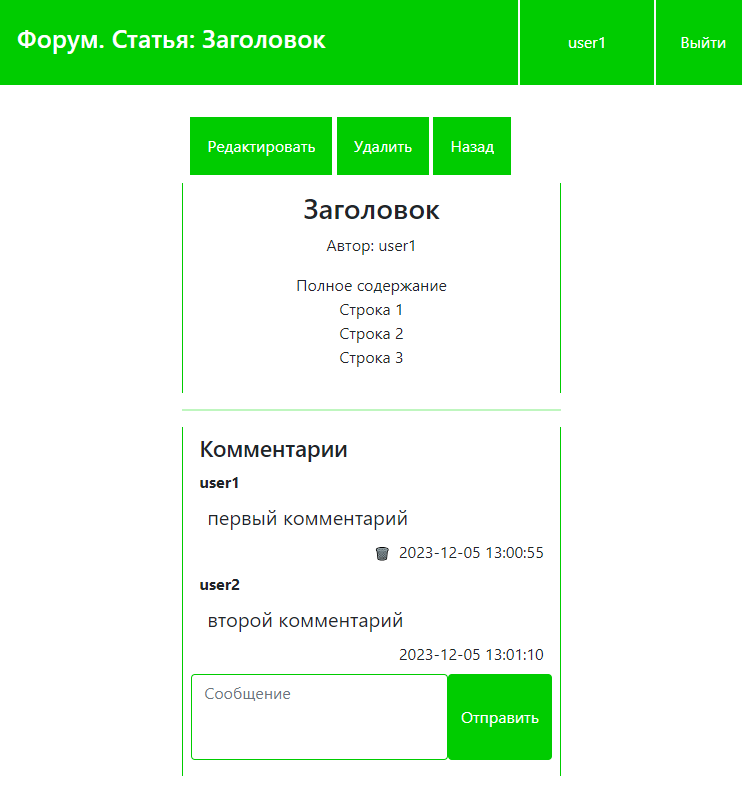 Форум. Статья: Заголовок
user1
Выйти
Редактировать
Удалить
Назад
Заголовок
Автор: user1
Полное содержание
Строка 1
Строка 2
Строка 3
Комментарии
user1
первый комментарий
2023-12-05 13:00:55
user2
второй комментарий
2023-12-05 13:01:10
Сообщение
Отправить